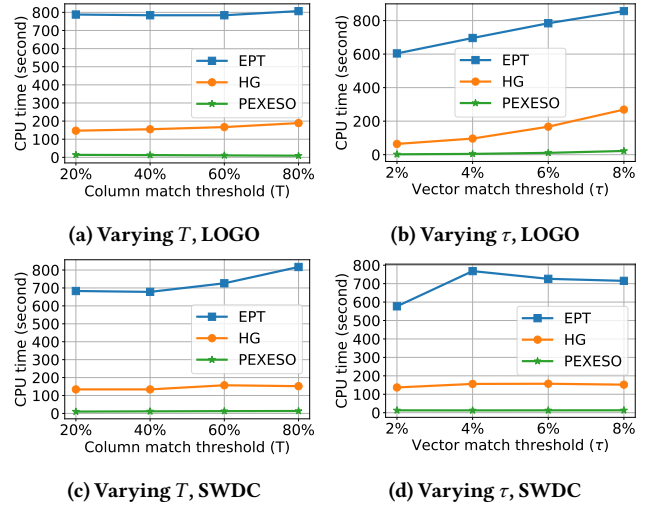 800
700
600
500
400
300
200
100
0
CPU time (second)
EPT
HG
PEXESO
20% 40% 60% 80%
Column match threshold (T)
(a) Varying T, LOGO
800
600
400
200
0
CPU time (second)
EPT
HG
PEXESO
2% 4% 6% 8%
Vector match threshold (τ)
(b) Varying τ, LOGO
800
700
600
500
400
300
200
100
0
CPU time (second)
EPT
HG
PEXESO
20% 40% 60% 80%
Column match threshold (T)
(c) Varying T, SWDC
800
700
600
500
400
300
200
100
0
CPU time (second)
EPT
HG
PEXESO
2% 4% 6% 8%
Vector match threshold (τ)
(d) Varying τ, SWDC